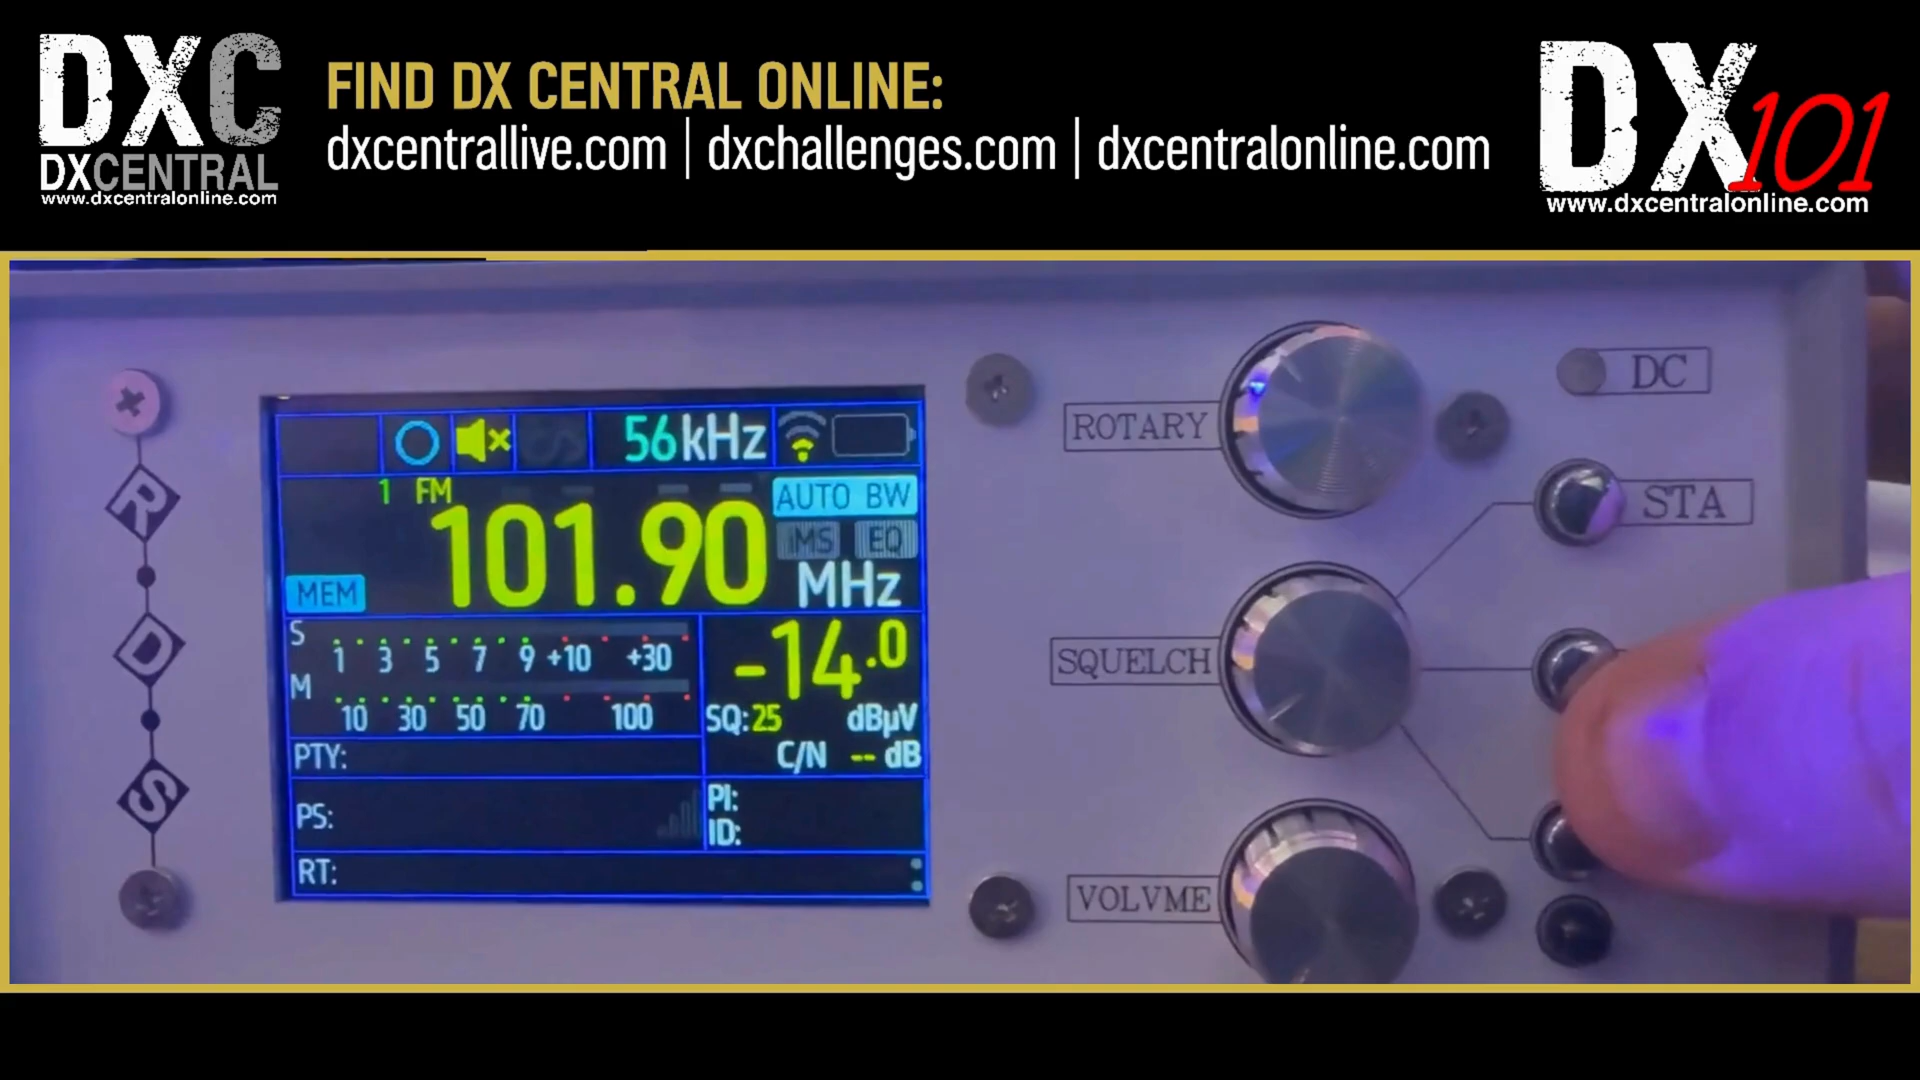 DXC
DXCENTRAL
www.dxcentralonline.com
FIND DX CENTRAL ONLINE:
dxcentrallive.com | dxchallenges.com | dxcentralonline.com
DX101
www.dxcentralonline.com
R
D
S
56kHz
1 FM
101.90
AUTO BW
iMS EQ
MHz
MEM
S
1 3 5 7 9 +10 +30
M
10 30 50 70 100
-14.0
SQ:25 dBµV
C/N -- dB
PTY:
PS:
PI:
ID:
RT:
ROTARY
SQUELCH
VOLVME
DC
STA